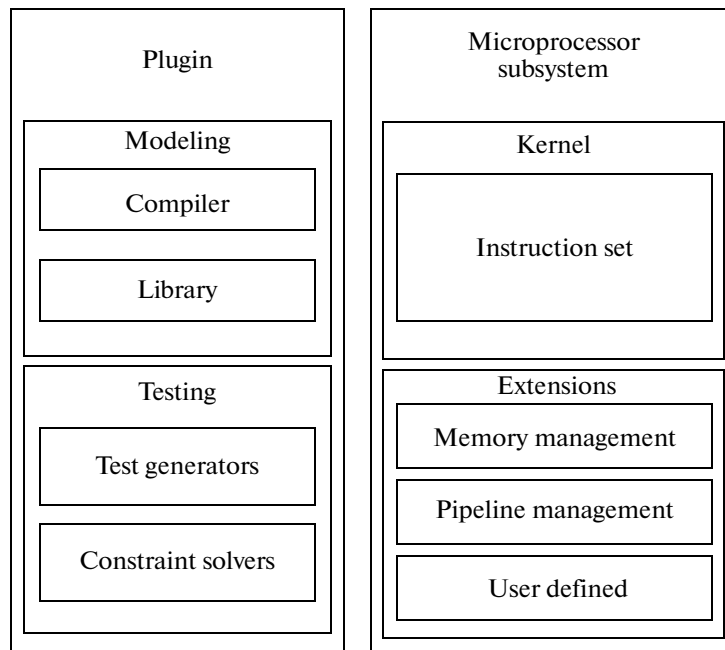 Plugin
Modeling
Compiler
Library
Testing
Test generators
Constraint solvers
Microprocessor
subsystem
Kernel
Instruction set
Extensions
Memory management
Pipeline management
User defined